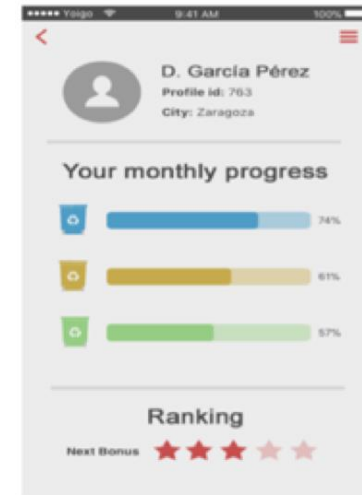 Yoigo 9:41 AM 100%
D. García Pérez
Profile id: 763
City: Zaragoza
Your monthly progress
74%
61%
57%
Ranking
Next Bonus